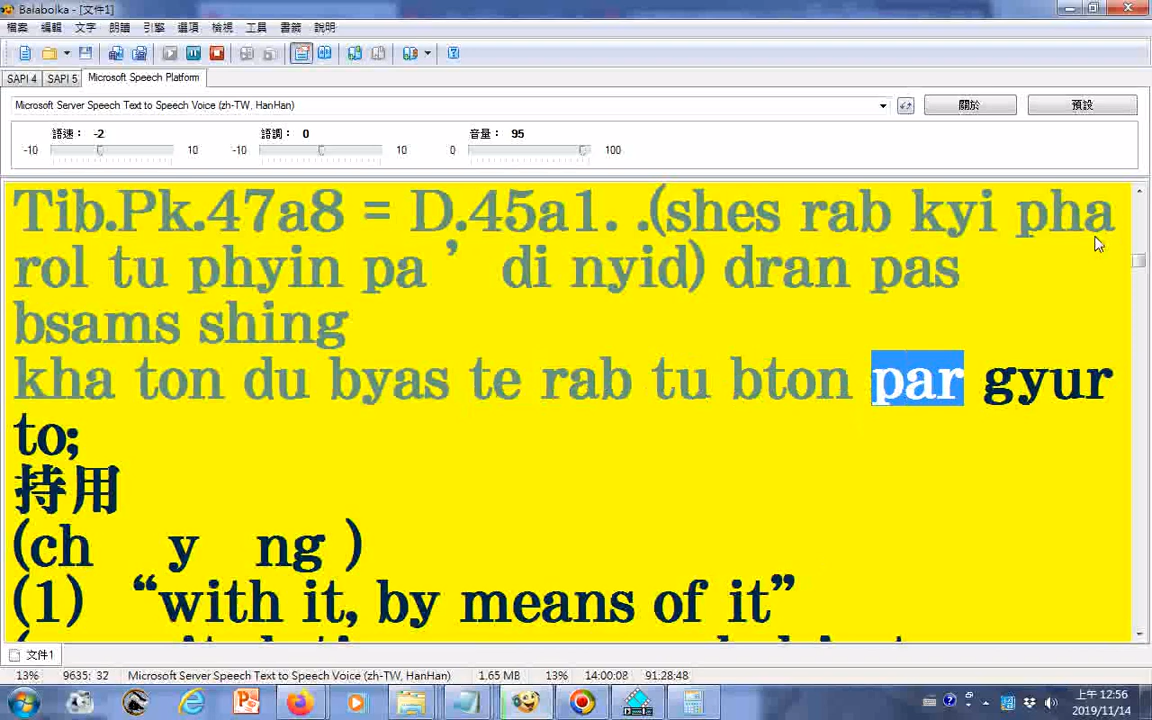 Balabolka - [文件1]
檔案 編輯 文字 朗讀 引擎 選項 檢視 工具 書籤 說明
SAPI 4 SAPI 5 Microsoft Speech Platform
Microsoft Server Speech Text to Speech Voice (zh-TW, HanHan) 關於 預設
語速： -2 語調： 0 音量： 95
-10 10 -10 10 0 100
Tib.Pk.47a8 = D.45a1. .(shes rab kyi pha
rol tu phyin pa ’ di nyid) dran pas
bsams shing
kha ton du byas te rab tu bton par gyur
to;
持用
(ch y ng )
(1) “with it, by means of it”
文件1
13% 9635: 32 Microsoft Server Speech Text to Speech Voice (zh-TW, HanHan) 1.65 MB 13% 14:00:08 91:28:48
上午 12:56
2019/11/14